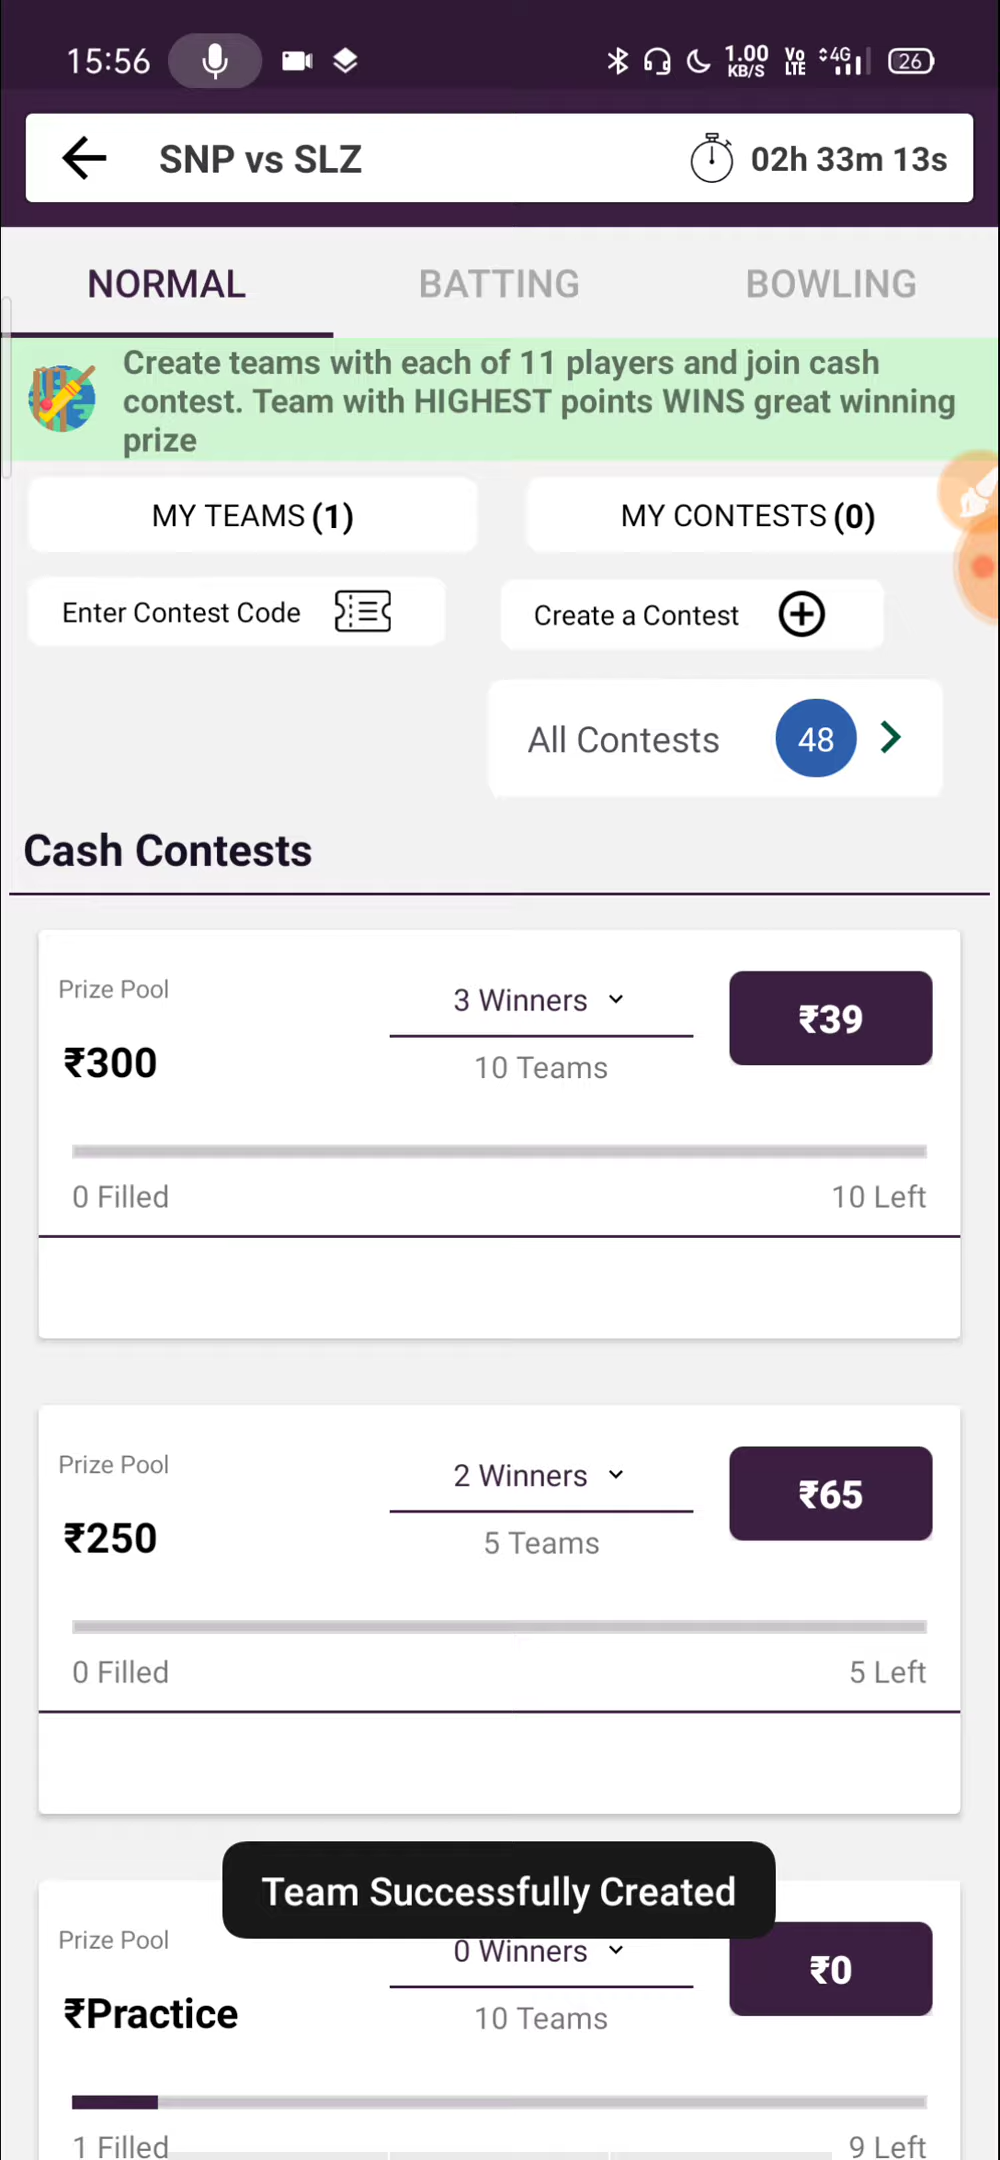 15:56
1.00 KB/S Vo LTE 4G 26
SNP vs SLZ
02h 33m 13s
NORMAL BATTING BOWLING
Create teams with each of 11 players and join cash
contest. Team with HIGHEST points WINS great winning
prize
MY TEAMS (1) MY CONTESTS (0)
Enter Contest Code Create a Contest
All Contests 48
Cash Contests
Prize Pool
3 Winners
₹39
₹300
10 Teams
0 Filled 10 Left
Prize Pool
2 Winners
₹65
₹250
5 Teams
0 Filled 5 Left
Team Successfully Created
Prize Pool
0 Winners
₹0
₹Practice
10 Teams
1 Filled 9 Left